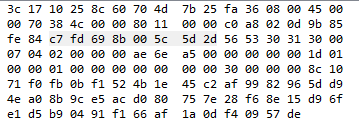 3c 17 10 25 8c 60 70 4d 7b 25 fa 36 08 00 45 00
00 70 38 4c 00 00 80 11 00 00 c0 a8 02 0d 9b 85
fe 84 c7 fd 69 8b 00 5c 5d 2d 56 53 30 31 30 00
07 04 02 00 00 00 ae 6e a5 00 00 00 00 00 1d 01
00 00 01 00 00 00 00 00 00 00 30 00 00 00 8c 10
71 f0 fb 0b f1 52 4b 1e 45 c2 af 99 82 96 5d d9
4e a0 8b 9c e5 ac d0 80 75 7e 28 f6 8e 15 d9 6f
e1 d5 b9 04 91 f1 66 af 1a 0d f4 09 57 de